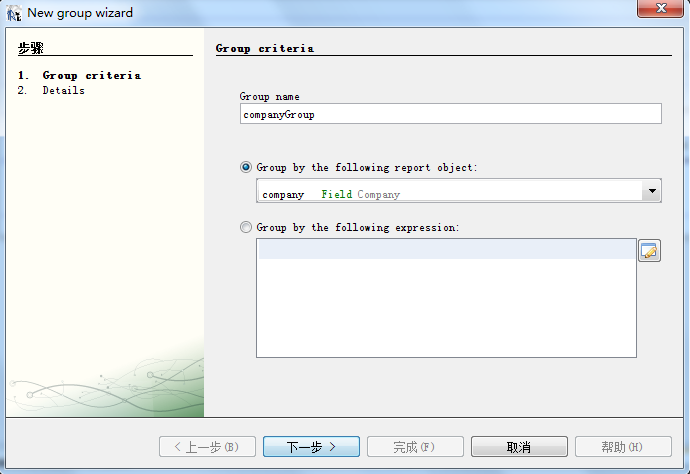 New group wizard
步骤
1. Group criteria
2. Details
Group criteria
Group name
companyGroup
Group by the following report object:
company Field Company
Group by the following expression:
< 上一步(B)
下一步 >
完成(F)
取消
帮助(H)